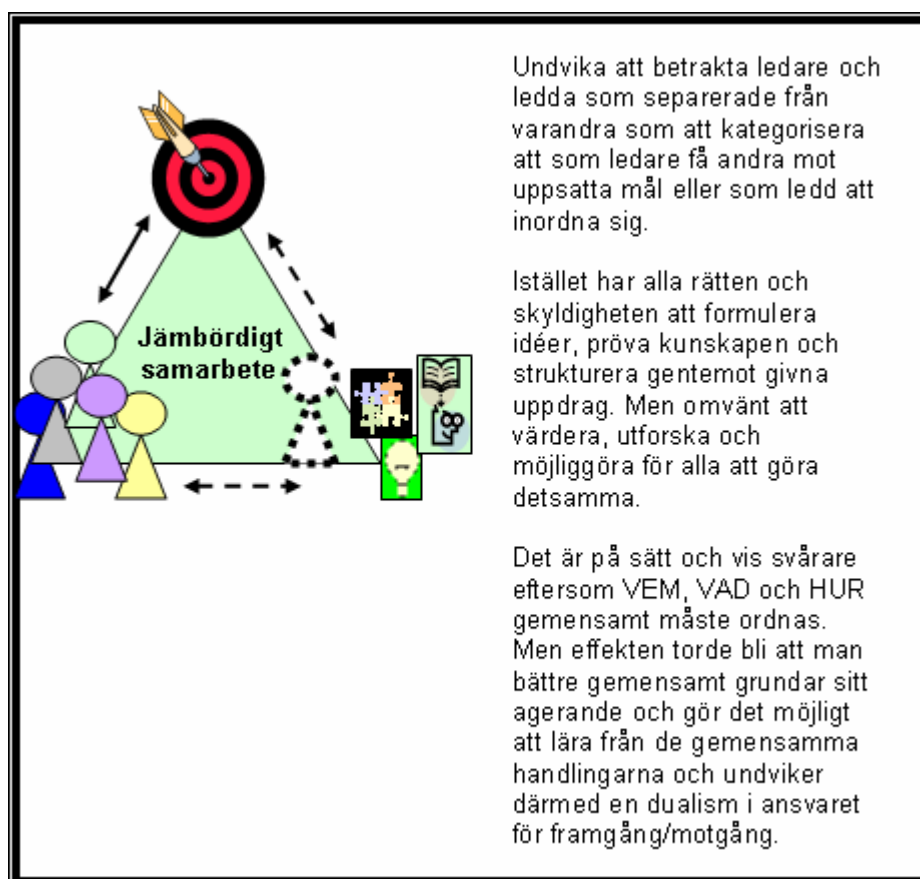 Jämbördigt
samarbete
Undvika att betrakta ledare och
ledda som separerade från
varandra som att kategorisera
att som ledare få andra mot
uppsatta mål eller som ledd att
inordna sig.
Istället har alla rätten och
skyldigheten att formulera
idéer, pröva kunskapen och
strukturera gentemot givna
uppdrag. Men omvänt att
värdera, utforska och
möjliggöra för alla att göra
detsamma.
Det är på sätt och vis svårare
eftersom VEM, VAD och HUR
gemensamt måste ordnas.
Men effekten torde bli att man
bättre gemensamt grundar sitt
agerande och gör det möjligt
att lära från de gemensamma
handlingarna och undviker
därmed en dualism i ansvaret
för framgång/motgång.